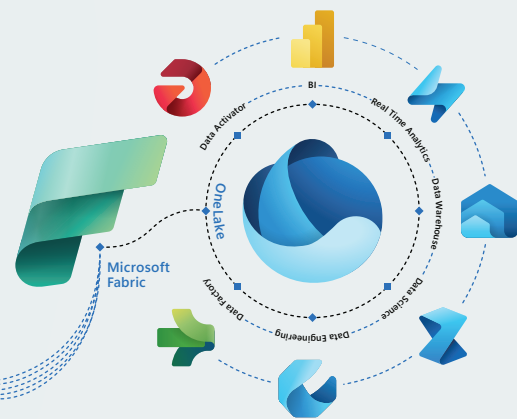 BI
Data Activator
Real Time Analytics
OneLake
Data Warehouse
Microsoft
Fabric
Data Factory
Data Science
Data Engineering